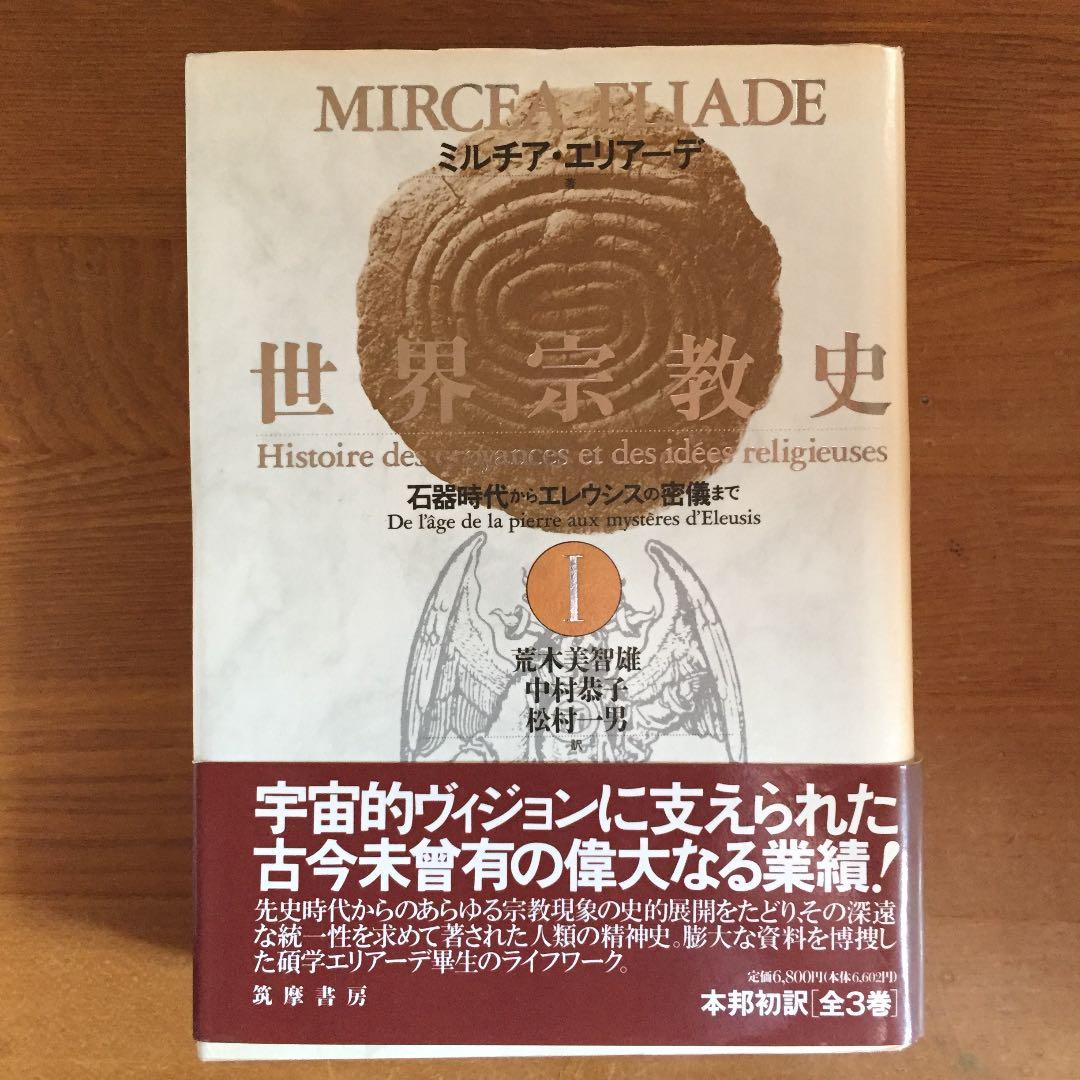 MIRCEA ELIADE
ミルチア・エリアーデ
著
世界宗教史
Histoire des croyances et des idées religieuses
石器時代からエレウシスの密儀まで
De l'âge de la pierre aux mystères d'Eleusis
I
荒木美智雄
中村恭子
松村一男
訳
宇宙的ヴィジョンに支えられた
古今未曾有の偉大なる業績!
先史時代からのあらゆる宗教現象の史的展開をたどり、その深遠
な統一性を求めて著された人類の精神史。膨大な資料を博捜し
た碩学エリアーデ畢生のライフワーク。
定価6,800円(本体6,602円)
筑摩書房
本邦初訳[全3巻]